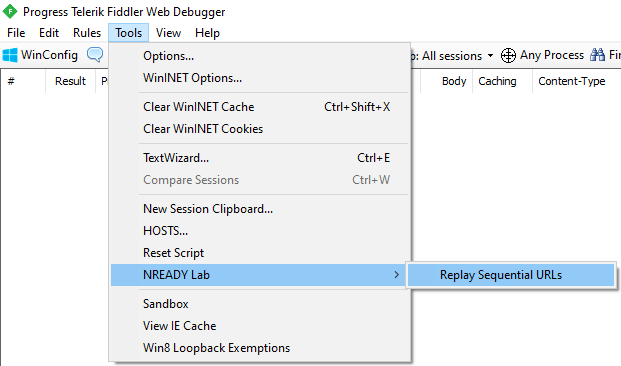 Progress Telerik Fiddler Web Debugger
File Edit Rules Tools View Help
WinConfig : All sessions Any Process
# Result Body Caching Content-Type
Options...
WinINET Options...
Clear WinINET Cache Ctrl+Shift+X
Clear WinINET Cookies
TextWizard... Ctrl+E
Compare Sessions Ctrl+W
New Session Clipboard...
HOSTS...
Reset Script
NREADY Lab
Replay Sequential URLs
Sandbox
View IE Cache
Win8 Loopback Exemptions